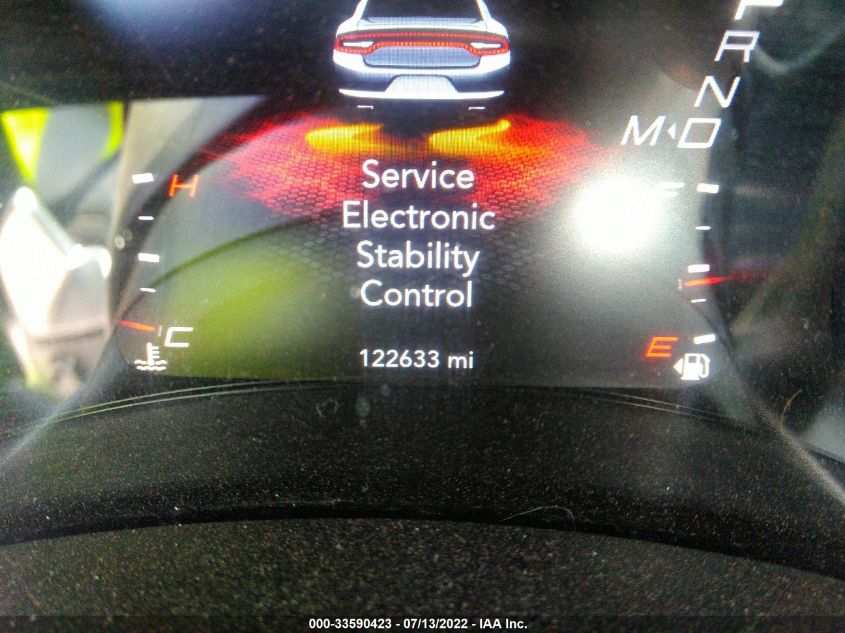 P
R
N
M D
H
F
Service
Electronic
Stability
Control
C
E
122633 mi
000-33590423 - 07/13/2022 - IAA Inc.